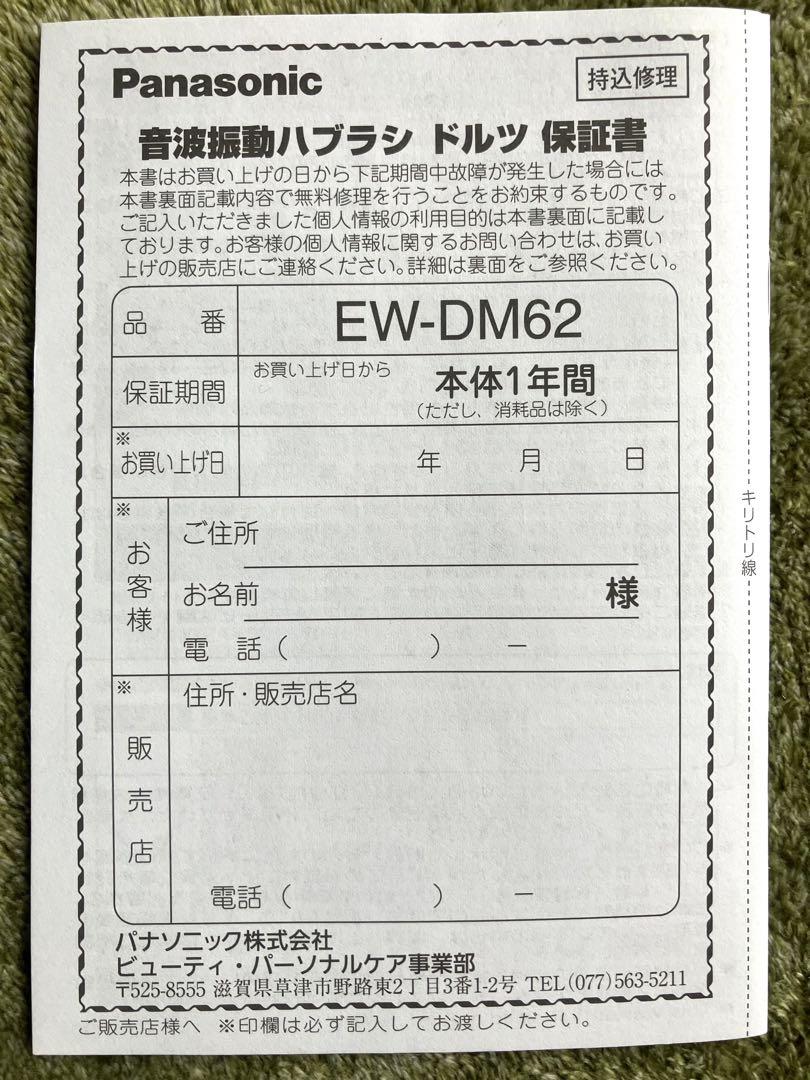 Panasonic
持込修理
音波振動ハブラシ ドルツ 保証書
本書はお買い上げの日から下記期間中故障が発生した場合には
本書裏面記載内容で無料修理を行うことをお約束するものです。
ご記入いただきました個人情報の利用目的は本書裏面に記載し
ております。お客様の個人情報に関するお問い合わせは、お買い
上げの販売店にご連絡ください。詳細は裏面をご参照ください。
品 番 EW-DM62
保証期間 お買い上げ日から 本体1年間
(ただし、消耗品は除く)
※
お買い上げ日 年 月 日
※
お客様
ご住所
お名前 様
電 話( ) ー
※
販売店
住所・販売店名
電話( ) ー
パナソニック株式会社
ビューティ・パーソナルケア事業部
〒525-8555 滋賀県草津市野路東2丁目3番1-2号 TEL(077)563-5211
ご販売店様へ ※印欄は必ず記入してお渡しください。
キリトリ線